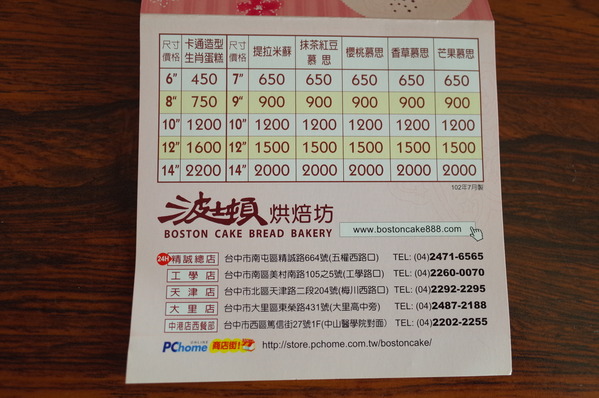 尺寸 價格 卡通造型 生肖蛋糕 尺寸 價格 提拉米蘇 抹茶紅豆 慕思 櫻桃慕思 香草慕思 芒果慕思
6" 450 7" 650 650 650 650 650
8" 750 9" 900 900 900 900 900
10" 1200 10" 1200 1200 1200 1200 1200
12" 1600 12" 1500 1500 1500 1500 1500
14" 2200 14" 2000 2000 2000 2000 2000
102年7月製
波士頓 烘焙坊
BOSTON CAKE BREAD BAKERY www.bostoncake888.com
24H 精誠總店 台中市南屯區精誠路664號(五權西路口) TEL: (04)2471-6565
工學店 台中市南區美村南路105之5號(工學路口) TEL: (04)2260-0070
天津店 台中市北區天津路二段204號(梅川西路口) TEL: (04)2292-2295
大里店 台中市大里區東榮路431號(大里高中旁) TEL: (04)2487-2188
中港店西餐部 台中市西區篤信街27號1F(中山醫學院對面) TEL: (04)2202-2255
PChome ONLINE 商店街! http://store.pchome.com.tw/bostoncake/